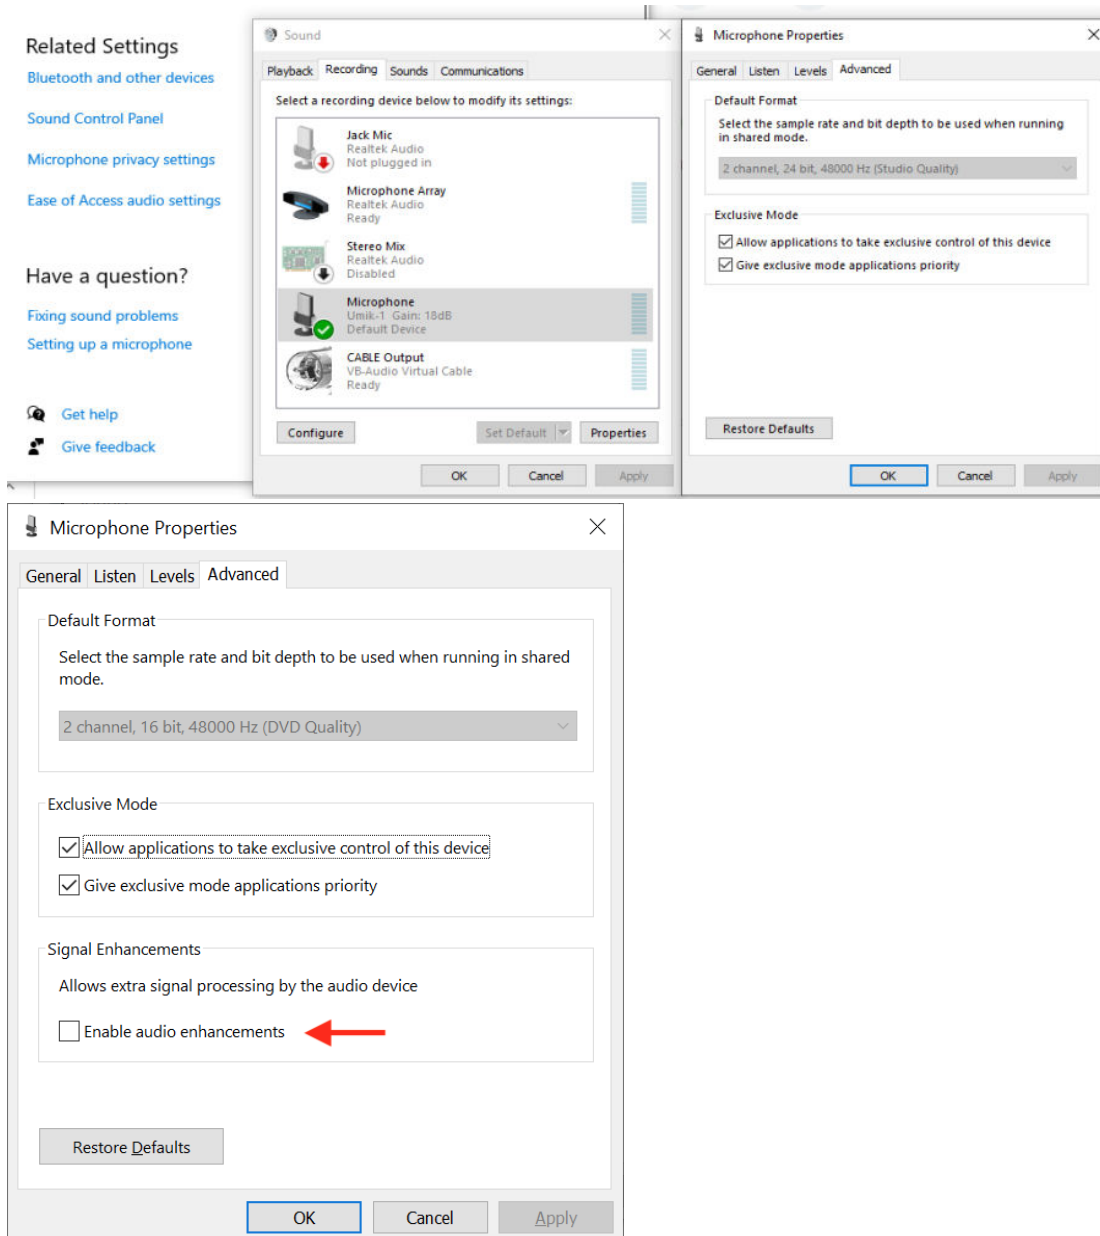 Related Settings
Bluetooth and other devices
Sound Control Panel
Microphone privacy settings
Ease of Access audio settings
Have a question?
Fixing sound problems
Setting up a microphone
Get help
Give feedback
Sound
Playback Recording Sounds Communications
Select a recording device below to modify its settings:
Jack Mic
Realtek Audio
Not plugged in
Microphone Array
Realtek Audio
Ready
Stereo Mix
Realtek Audio
Disabled
Microphone
Umik-1 Gain: 18dB
Default Device
CABLE Output
VB-Audio Virtual Cable
Ready
Configure Set Default Properties
OK Cancel Apply
Microphone Properties
General Listen Levels Advanced
Default Format
Select the sample rate and bit depth to be used when running
in shared mode.
2 channel, 24 bit, 48000 Hz (Studio Quality)
Exclusive Mode
Allow applications to take exclusive control of this device
Give exclusive mode applications priority
Restore Defaults
OK Cancel Apply
Microphone Properties
General Listen Levels Advanced
Default Format
Select the sample rate and bit depth to be used when running in shared
mode.
2 channel, 16 bit, 48000 Hz (DVD Quality)
Exclusive Mode
Allow applications to take exclusive control of this device
Give exclusive mode applications priority
Signal Enhancements
Allows extra signal processing by the audio device
Enable audio enhancements
Restore Defaults
OK Cancel Apply